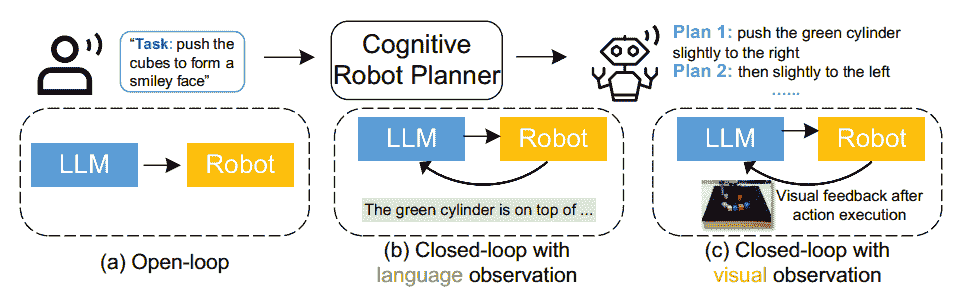 "Task: push the
cubes to form a
smiley face"
Cognitive
Robot Planner
Plan 1: push the green cylinder
slightly to the right
Plan 2: then slightly to the left
......
LLM
Robot
(a) Open-loop
LLM
Robot
The green cylinder is on top of ...
(b) Closed-loop with
language observation
LLM
Robot
Visual feedback after
action execution
(c) Closed-loop with
visual observation